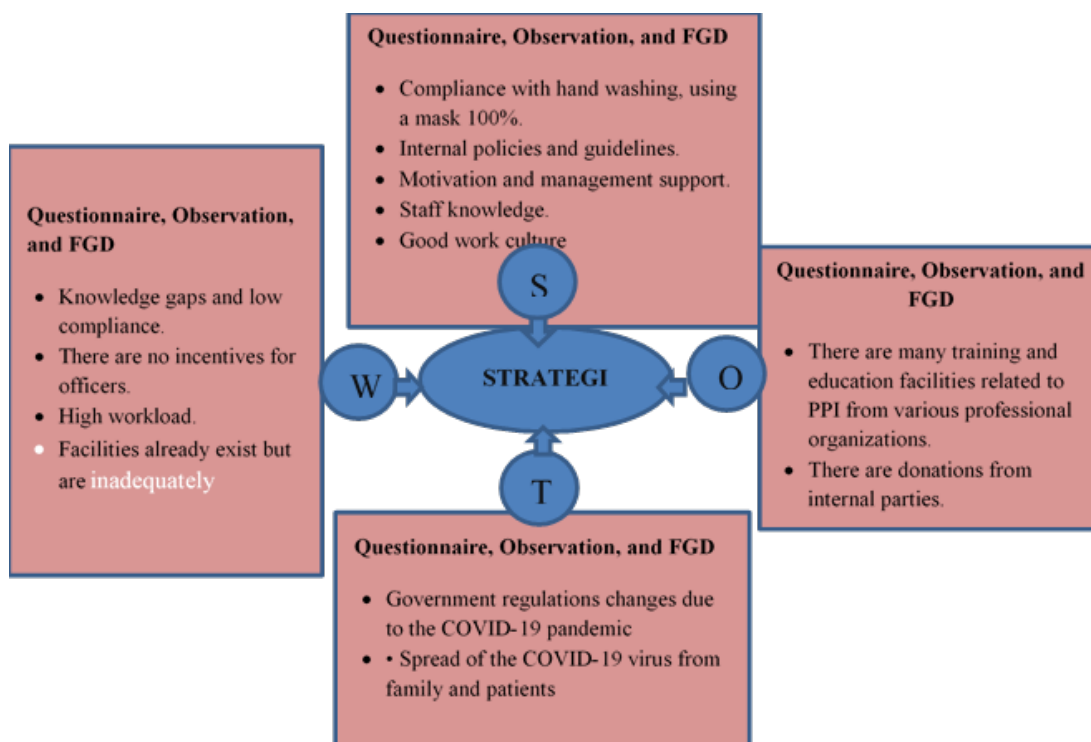 Questionnaire, Observation, and FGD
• Compliance with hand washing, using
a mask 100%.
• Internal policies and guidelines.
• Motivation and management support.
• Staff knowledge.
• Good work culture
S
Questionnaire, Observation,
and FGD
• Knowledge gaps and low
compliance.
• There are no incentives for
officers.
• High workload.
• Facilities already exist but
are inadequately
W
STRATEGI
O
Questionnaire, Observation, and
FGD
• There are many training and
education facilities related to
PPI from various professional
organizations.
• There are donations from
internal parties.
T
Questionnaire, Observation, and FGD
• Government regulations changes due
to the COVID-19 pandemic
• • Spread of the COVID-19 virus from
family and patients